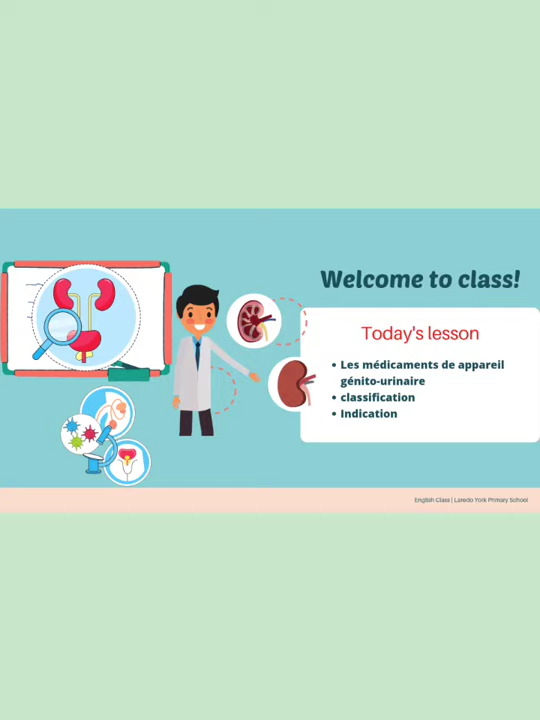 Welcome to class!
Today's lesson
• Les médicaments de appareil
génito-urinaire
• classification
• Indication
English Class | Laredo York Primary School